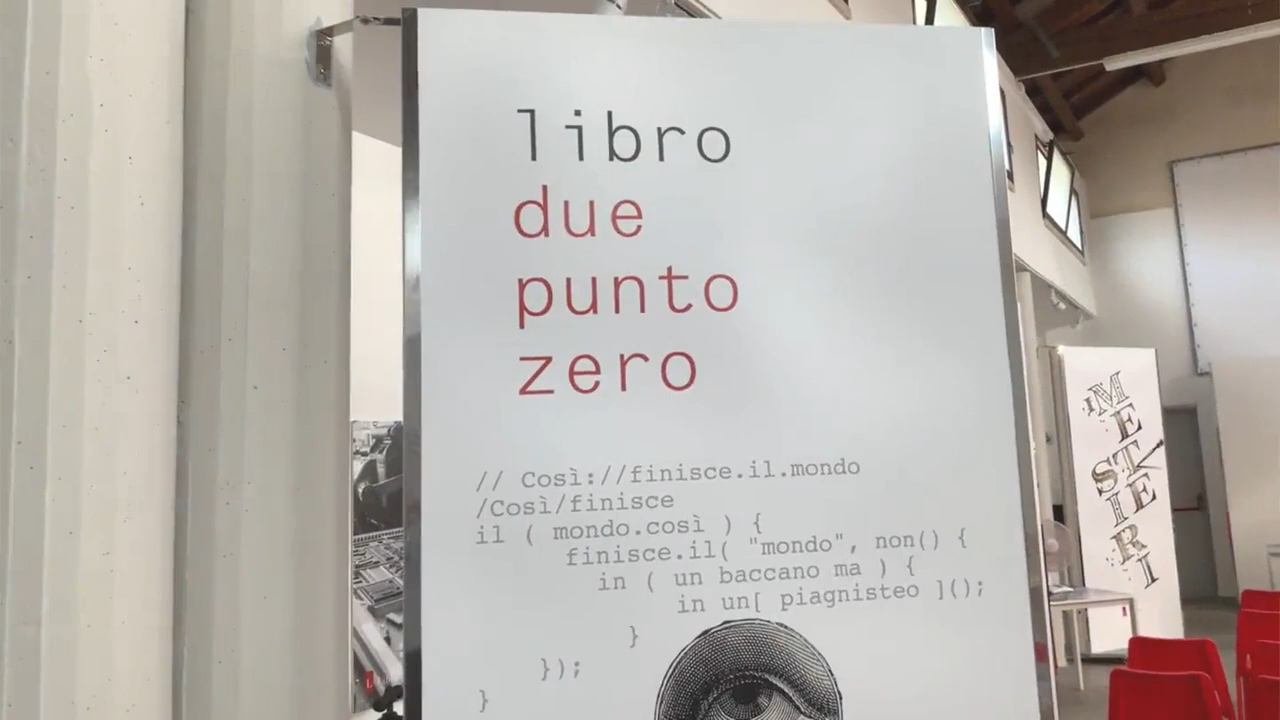 libro
due
punto
zero
// Così://finisce.il.mondo
/Così/finisce
il ( mondo.così ) {
finisce.il( "mondo", non() {
in ( un baccano ma ) {
in un[ piagnisteo ]();
}
});
}
I MESTIERI